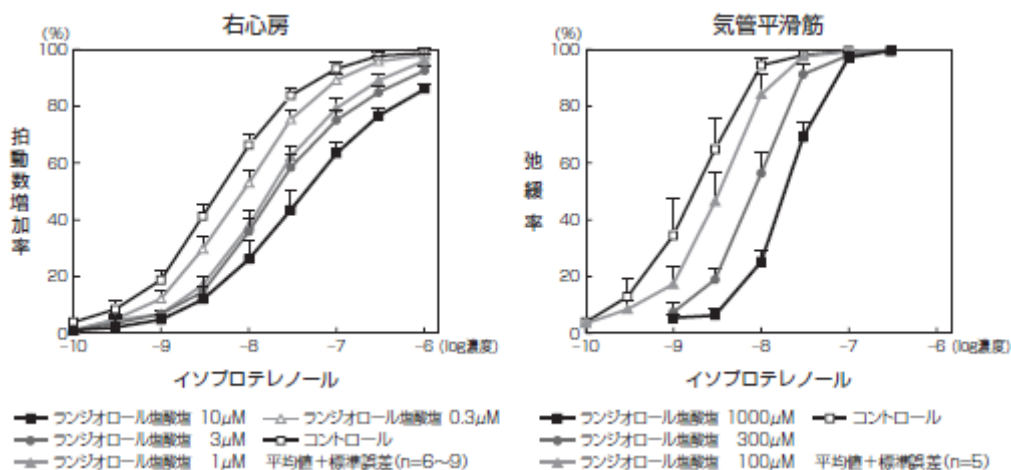 右心房
(%)
100
80
60
40
20
0
拍動数増加率
-10 -9 -8 -7 -6 (log濃度)
イソプロテレノール
ランジオロール塩酸塩 10μM
ランジオロール塩酸塩 0.3μM
ランジオロール塩酸塩 3μM
コントロール
ランジオロール塩酸塩 1μM
平均値+標準誤差(n=6~9)
気管平滑筋
(%)
100
80
60
40
20
0
弛緩率
-10 -9 -8 -7 -6 (log濃度)
イソプロテレノール
ランジオロール塩酸塩 1000μM
コントロール
ランジオロール塩酸塩 300μM
ランジオロール塩酸塩 100μM
平均値+標準誤差(n=5)